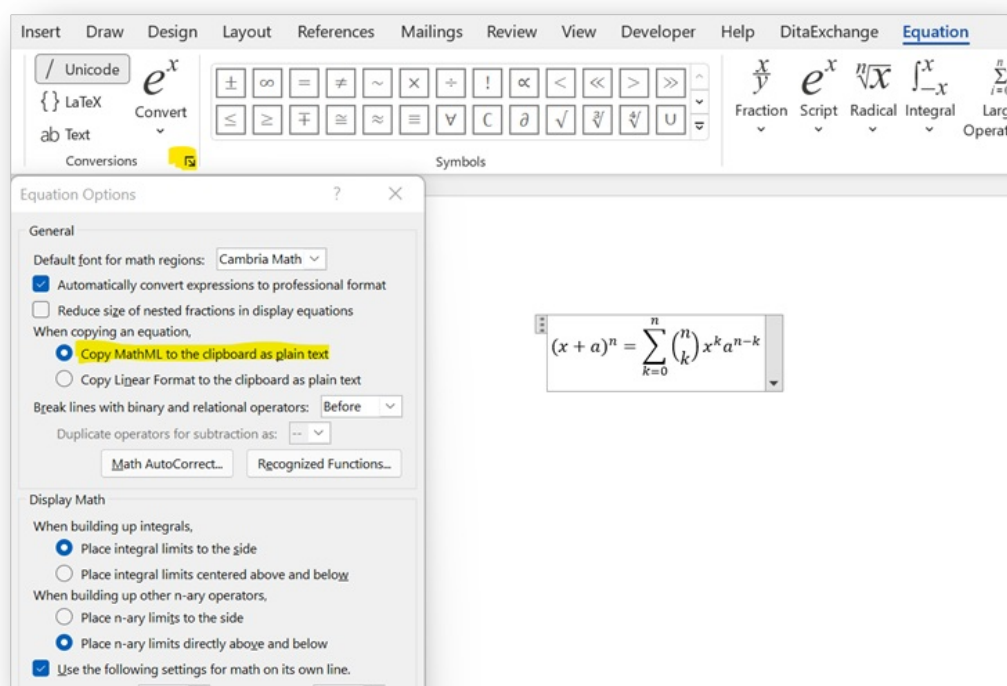 Insert Draw Design Layout References Mailings Review View Developer Help DitaExchange Equation
Unicode
{} LaTeX
ab Text
e^x
Convert
Conversions
± ∞ = ≠ ~ × ÷ ! ∝ < ≪ > ≫
≤ ≥ ∓ ≅ ≈ ≡ ∀ ∁ ∂ √ ∛ ∜ ∪
Symbols
x/y
Fraction
e^x
Script
ⁿ√x
Radical
∫_{-x}^{x}
Integral
Equation Options ? ×
General
Default font for math regions: Cambria Math
Automatically convert expressions to professional format
Reduce size of nested fractions in display equations
When copying an equation,
Copy MathML to the clipboard as plain text
Copy Linear Format to the clipboard as plain text
Break lines with binary and relational operators: Before
Duplicate operators for subtraction as: --
Math AutoCorrect... Recognized Functions...
Display Math
When building up integrals,
Place integral limits to the side
Place integral limits centered above and below
When building up other n-ary operators,
Place n-ary limits to the side
Place n-ary limits directly above and below
Use the following settings for math on its own line.
(x + a)^n = ∑_{k=0}^{n} (n k) x^k a^{n−k}